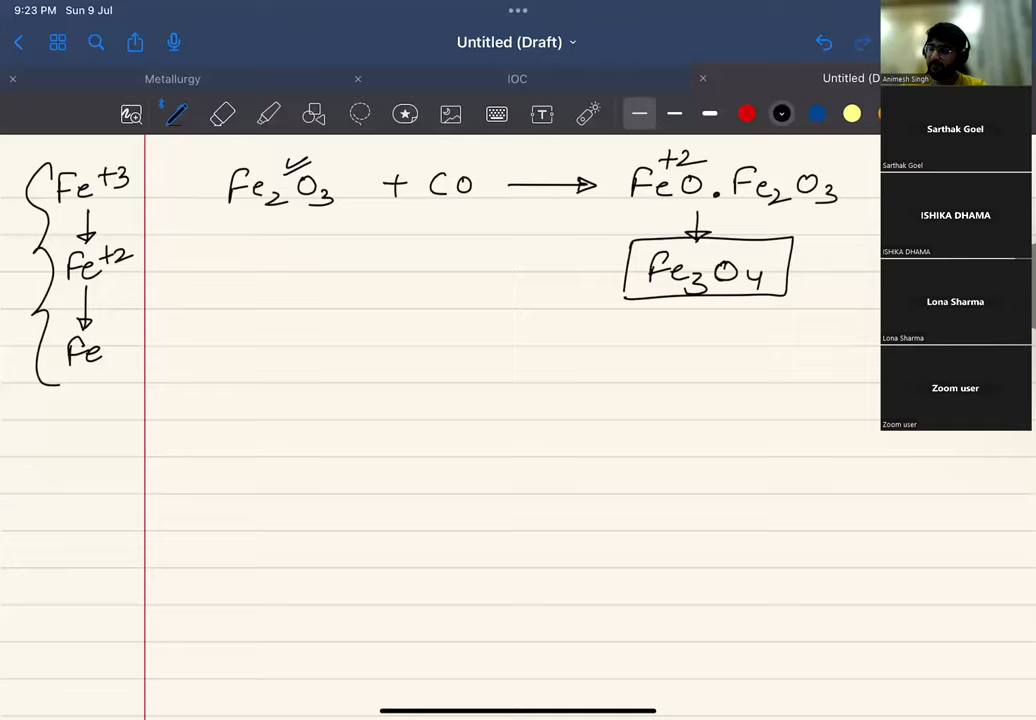 9:23 PM Sun 9 Jul
Untitled (Draft)
Metallurgy
IOC
Untitled (D
Animesh Singh
Sarthak Goel
Sarthak Goel
ISHIKA DHAMA
ISHIKA DHAMA
Lona Sharma
Lona Sharma
Zoom user
Zoom user
Fe+3
↓
Fe+2
↓
Fe
Fe2O3 + CO → FeO+2.Fe2O3
↓
Fe3O4